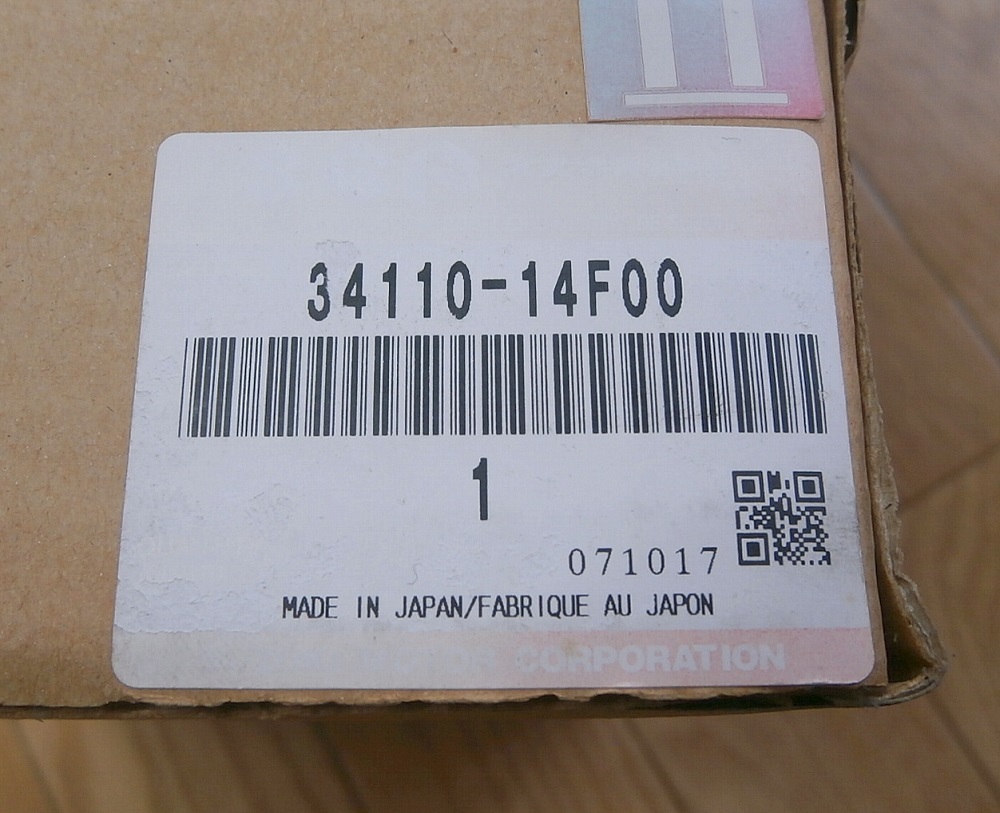 34110-14F00
1
071017
MADE IN JAPAN/FABRIQUE AU JAPON
CORPORATION